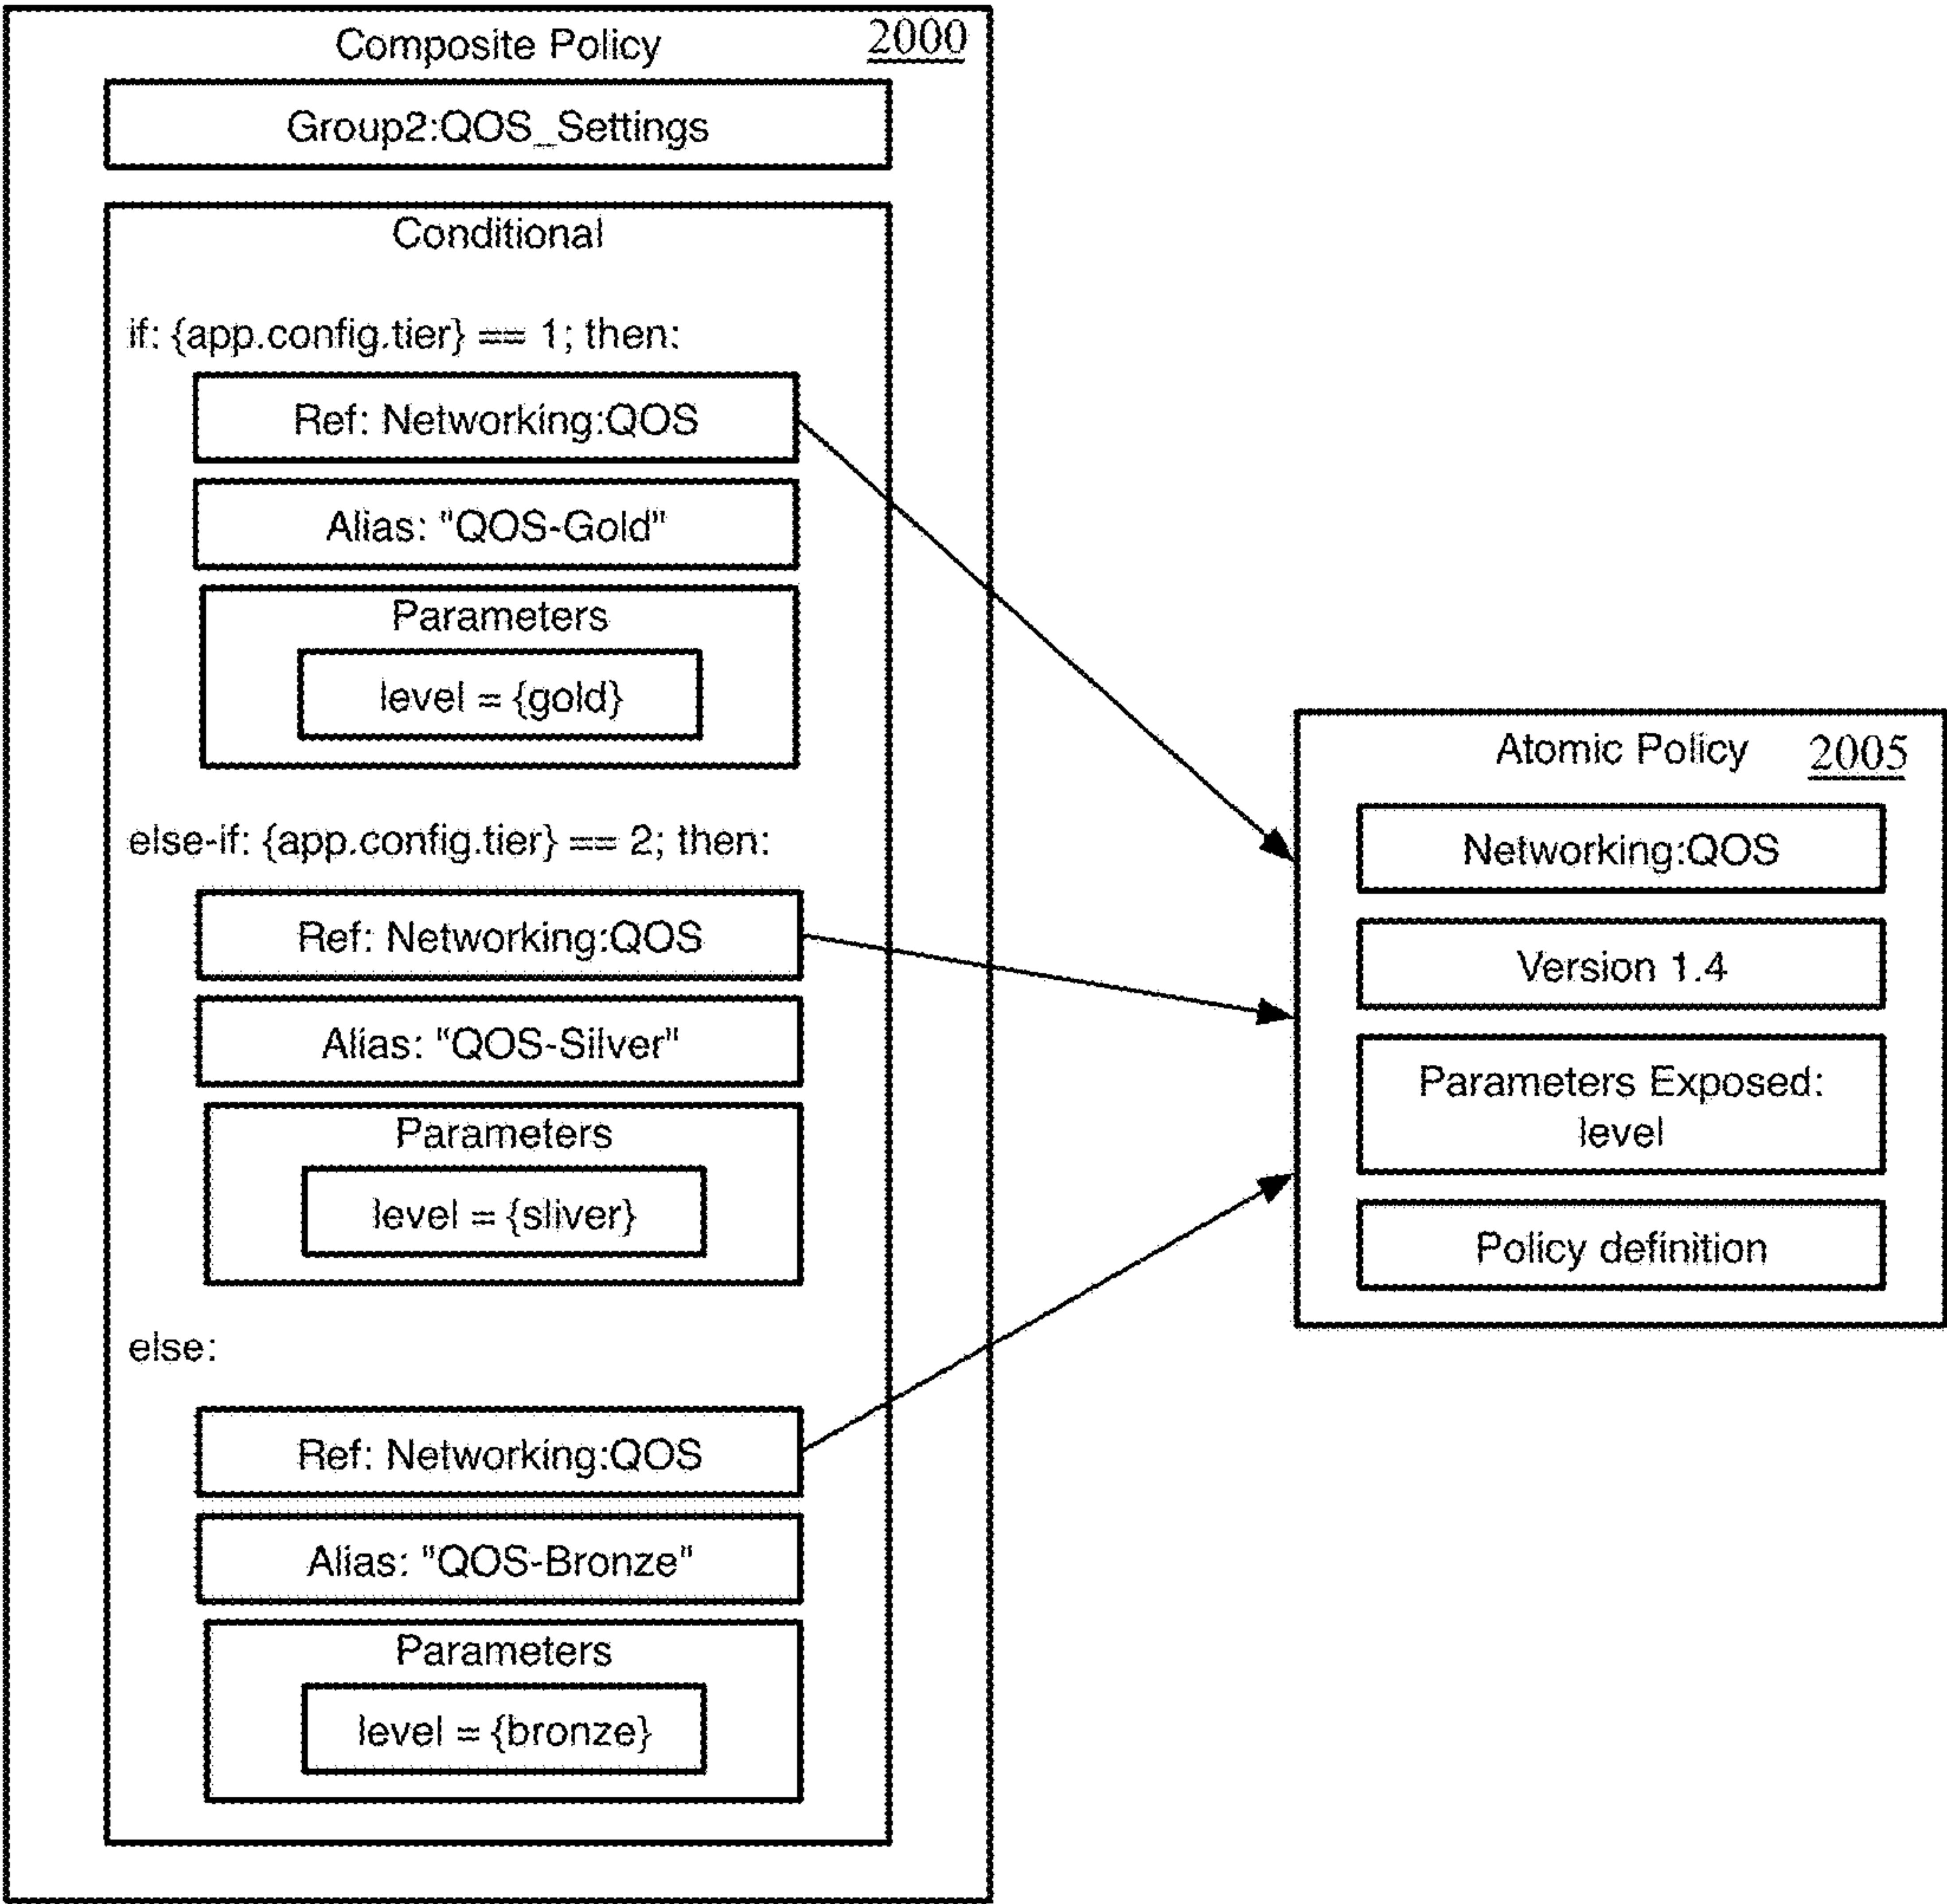 Composite Policy 2000
Group2:QOS_Settings
Conditional
if: {app.config.tier} == 1; then:
Ref: Networking:QOS
Alias: "QOS-Gold"
Parameters
level = {gold}
else-if: {app.config.tier} == 2; then:
Ref: Networking:QOS
Alias: "QOS-Silver"
Parameters
level = {sliver}
else:
Ref: Networking:QOS
Alias: "QOS-Bronze"
Parameters
level = {bronze}
Atomic Policy 2005
Networking:QOS
Version 1.4
Parameters Exposed:
level
Policy definition